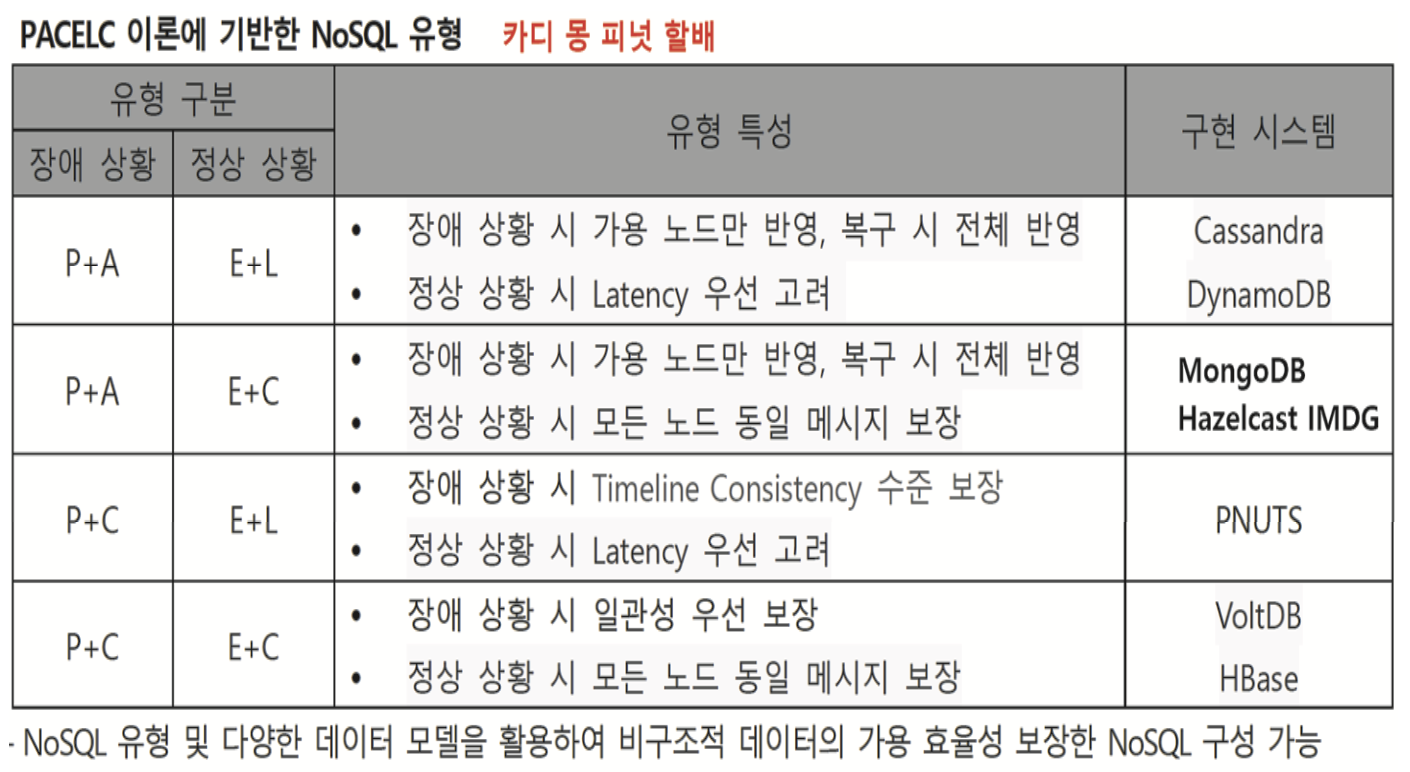 PACELC 이론에 기반한 NoSQL 유형 카디 몽 피넛 할배
유형 구분
유형 특성
구현 시스템
장애 상황
정상 상황
P+A
E+L
• 장애 상황 시 가용 노드만 반영, 복구 시 전체 반영
• 정상 상황 시 Latency 우선 고려
Cassandra
DynamoDB
P+A
E+C
• 장애 상황 시 가용 노드만 반영, 복구 시 전체 반영
• 정상 상황 시 모든 노드 동일 메시지 보장
MongoDB
Hazelcast IMDG
P+C
E+L
• 장애 상황 시 Timeline Consistency 수준 보장
• 정상 상황 시 Latency 우선 고려
PNUTS
P+C
E+C
• 장애 상황 시 일관성 우선 보장
• 정상 상황 시 모든 노드 동일 메시지 보장
VoltDB
HBase
- NoSQL 유형 및 다양한 데이터 모델을 활용하여 비구조적 데이터의 가용 효율성 보장한 NoSQL 구성 가능